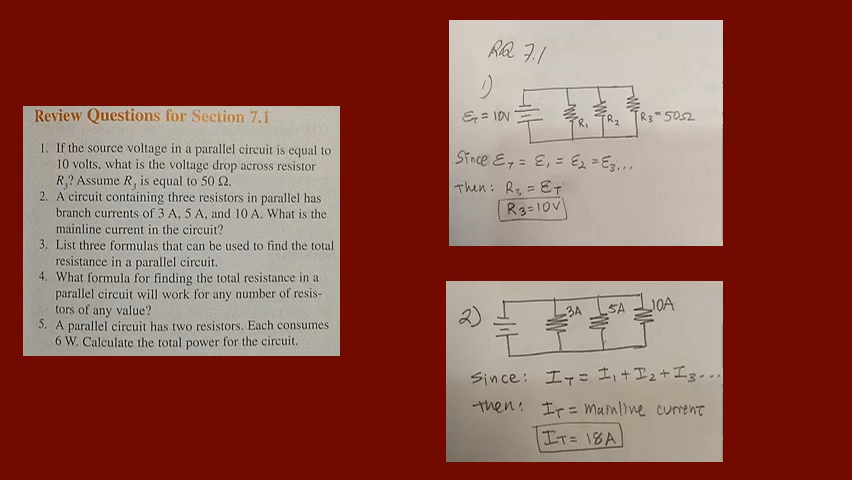 Review Questions for Section 7.1
1. If the source voltage in a parallel circuit is equal to
10 volts, what is the voltage drop across resistor
R3? Assume R3 is equal to 50 Ω.
2. A circuit containing three resistors in parallel has
branch currents of 3 A, 5 A, and 10 A. What is the
mainline current in the circuit?
3. List three formulas that can be used to find the total
resistance in a parallel circuit.
4. What formula for finding the total resistance in a
parallel circuit will work for any number of resis-
tors of any value?
5. A parallel circuit has two resistors. Each consumes
6 W. Calculate the total power for the circuit.
RQ 7.1
1)
ET = 10V
R1
R2
R3 = 50Ω
Since ET = E1 = E2 = E3...
then: R3 = ET
R3 = 10V
2)
3A
5A
10A
Since: IT = I1 + I2 + I3...
then: IT = mainline current
IT = 18A